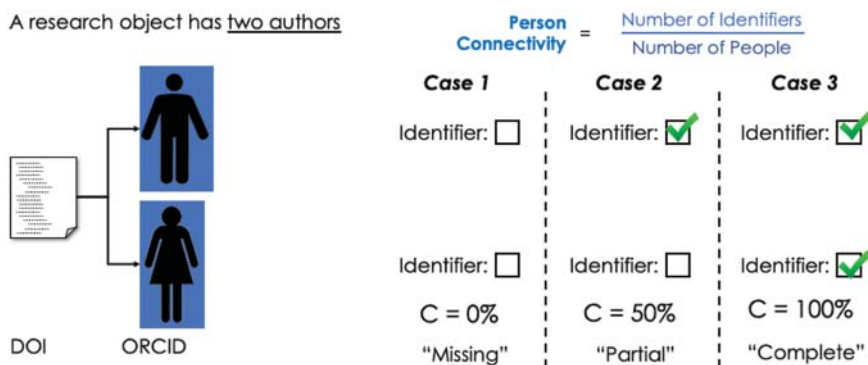 A research object has two authors
Person Connectivity = Number of Identifiers / Number of People
Case 1
Case 2
Case 3
Identifier:
Identifier:
Identifier:
Identifier:
Identifier:
Identifier:
C = 0%
C = 50%
C = 100%
DOI
ORCID
“Missing”
“Partial”
“Complete”